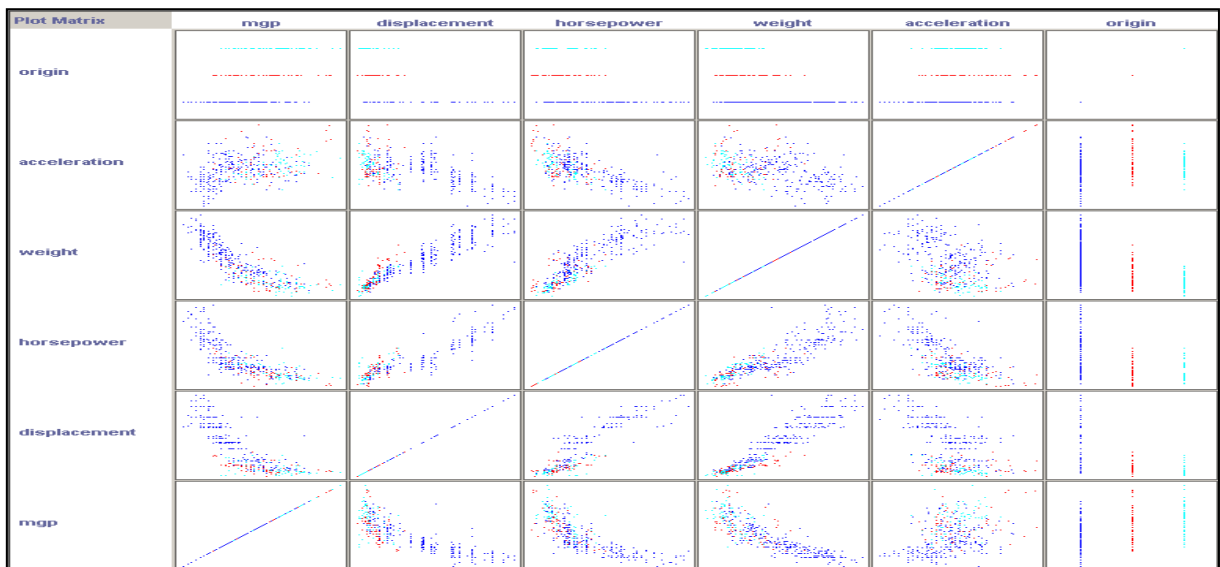 Plot Matrix mgp displacement horsepower weight acceleration origin
origin
acceleration
weight
horsepower
displacement
mgp